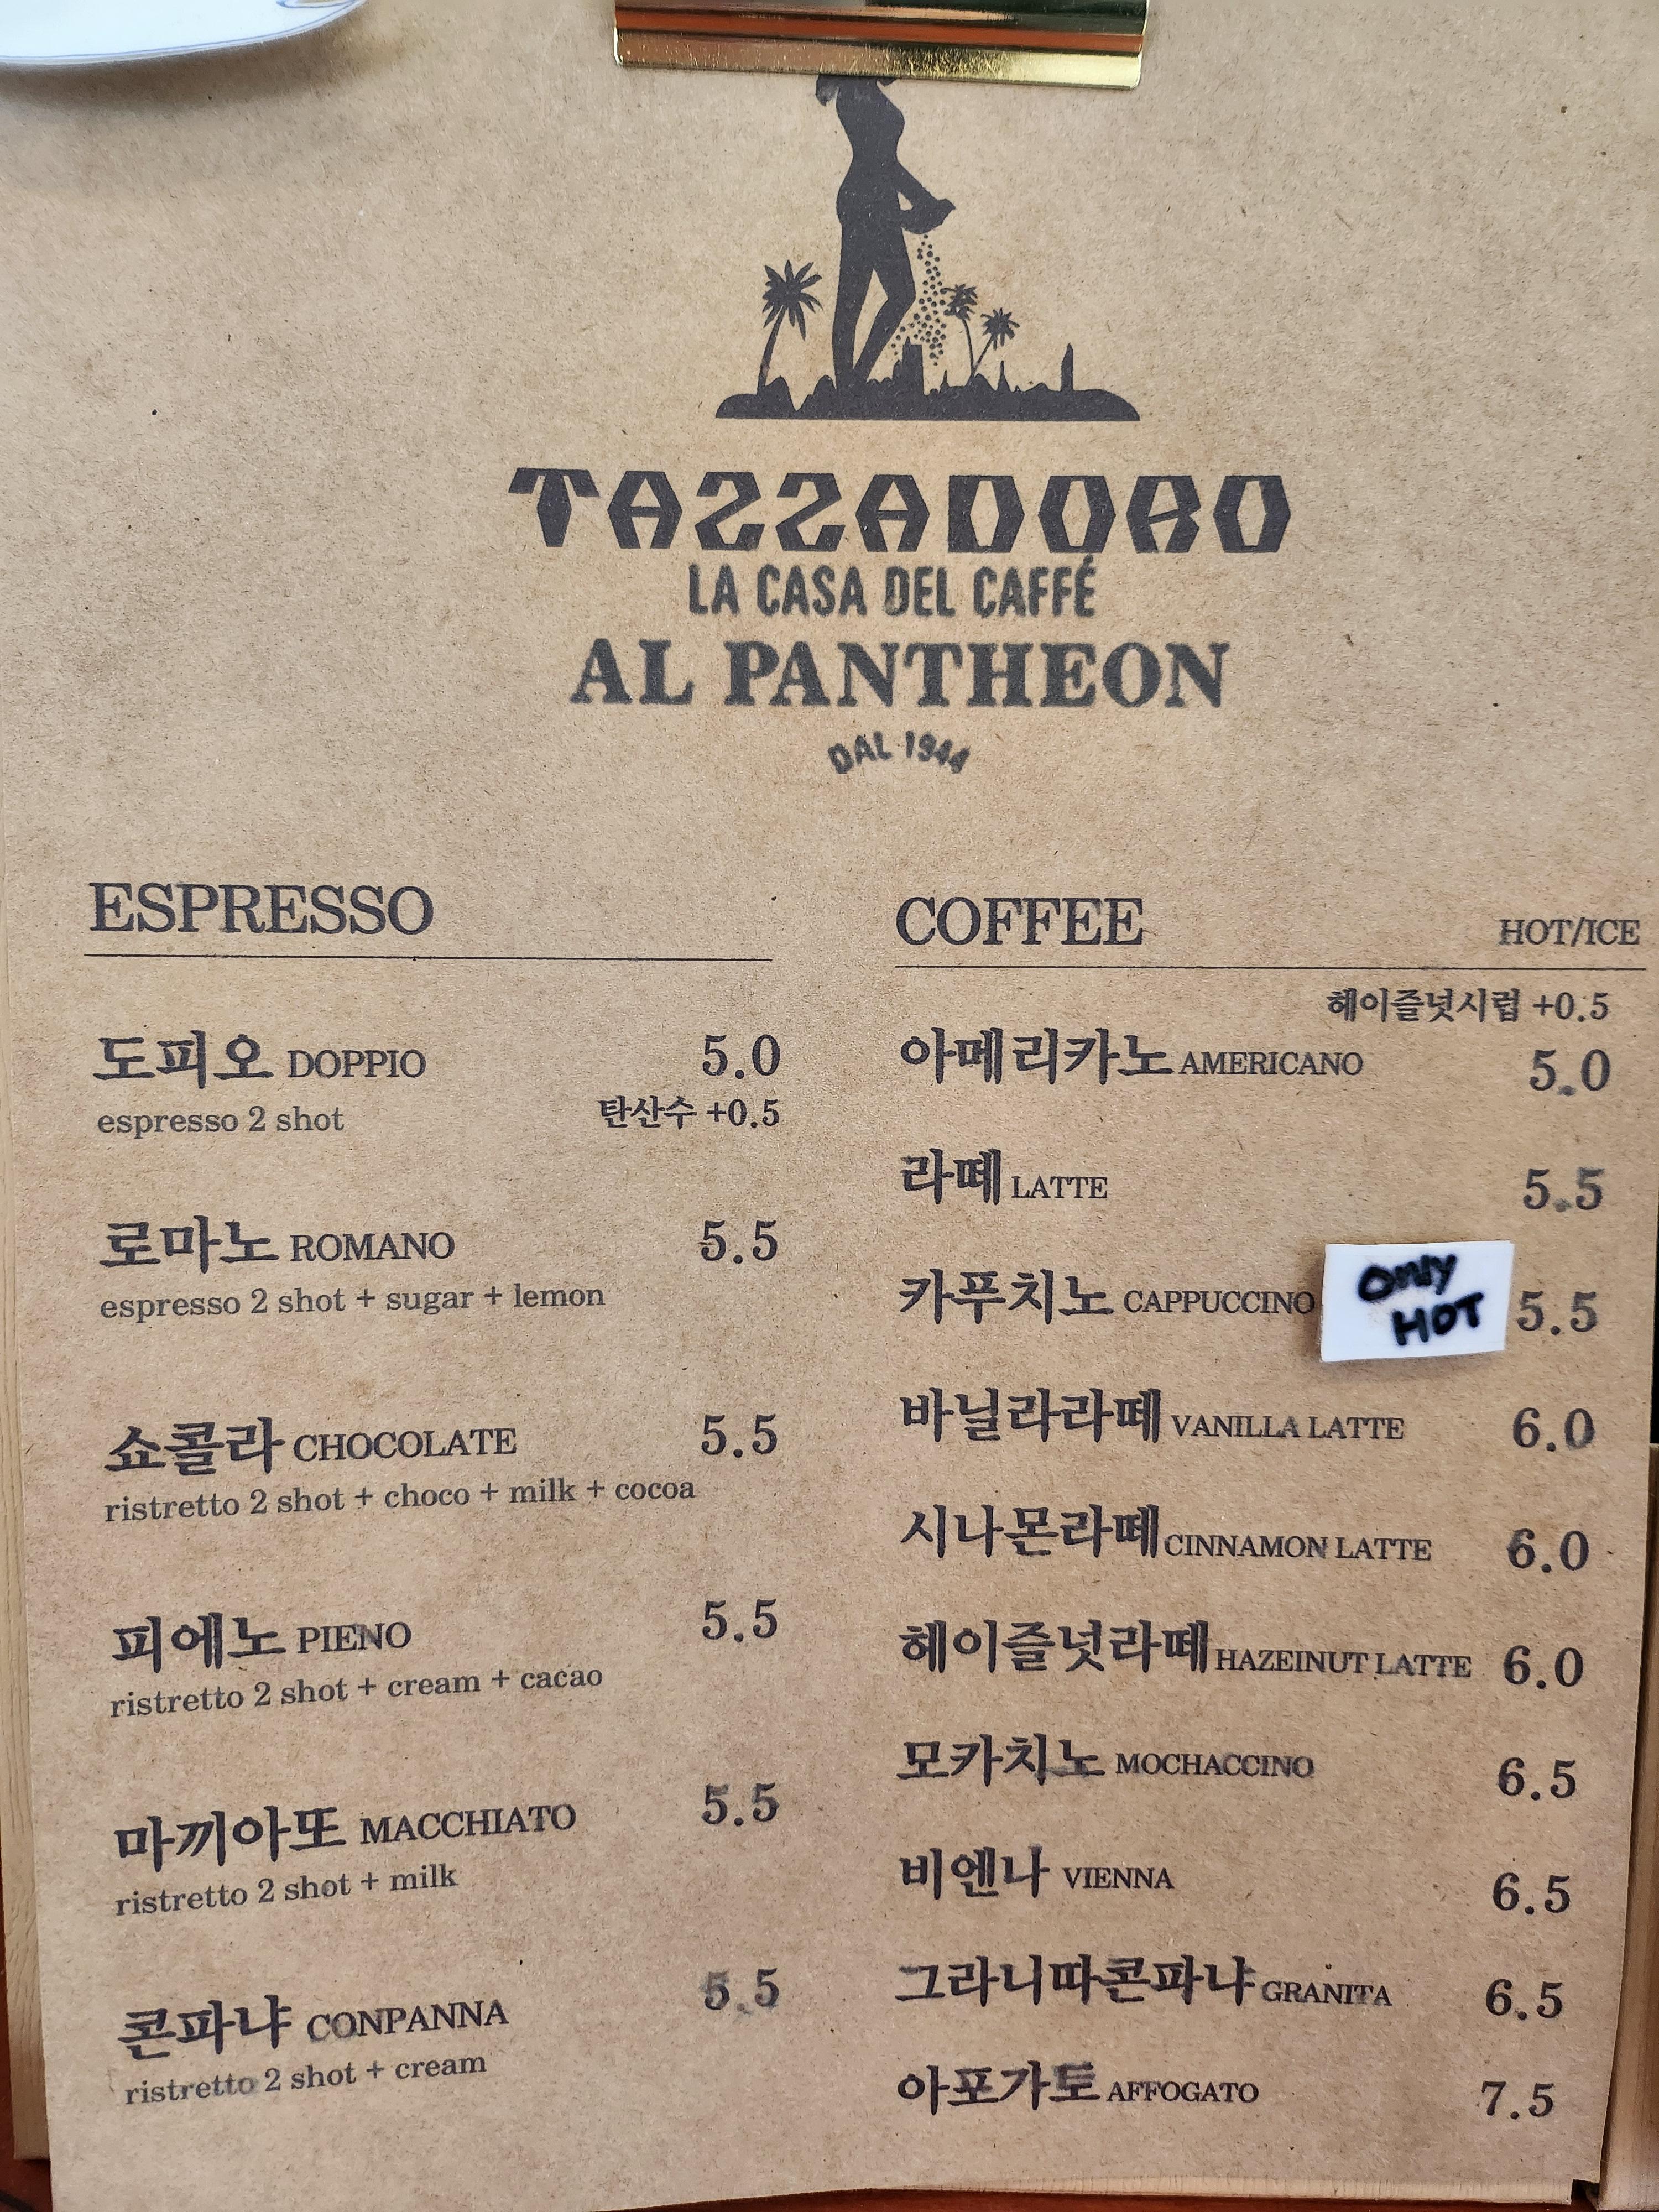 TAZZADORO
LA CASA DEL CAFFÉ
AL PANTHEON
DAL 1944
ESPRESSO
도피오 DOPPIO 5.0
espresso 2 shot 탄산수 +0.5
로마노 ROMANO 5.5
espresso 2 shot + sugar + lemon
쇼콜라 CHOCOLATE 5.5
ristretto 2 shot + choco + milk + cocoa
피에노 PIENO 5.5
ristretto 2 shot + cream + cacao
마끼아또 MACCHIATO 5.5
ristretto 2 shot + milk
콘파냐 CONPANNA 5.5
ristretto 2 shot + cream
COFFEE HOT/ICE
헤이즐넛시럽 +0.5
아메리카노 AMERICANO 5.0
라떼 LATTE 5.5
카푸치노 CAPPUCCINO Only HOT 5.5
바닐라라떼 VANILLA LATTE 6.0
시나몬라떼 CINNAMON LATTE 6.0
헤이즐넛라떼 HAZEINUT LATTE 6.0
모카치노 MOCHACCINO 6.5
비엔나 VIENNA 6.5
그라니따콘파냐 GRANITA 6.5
아포가토 AFFOGATO 7.5